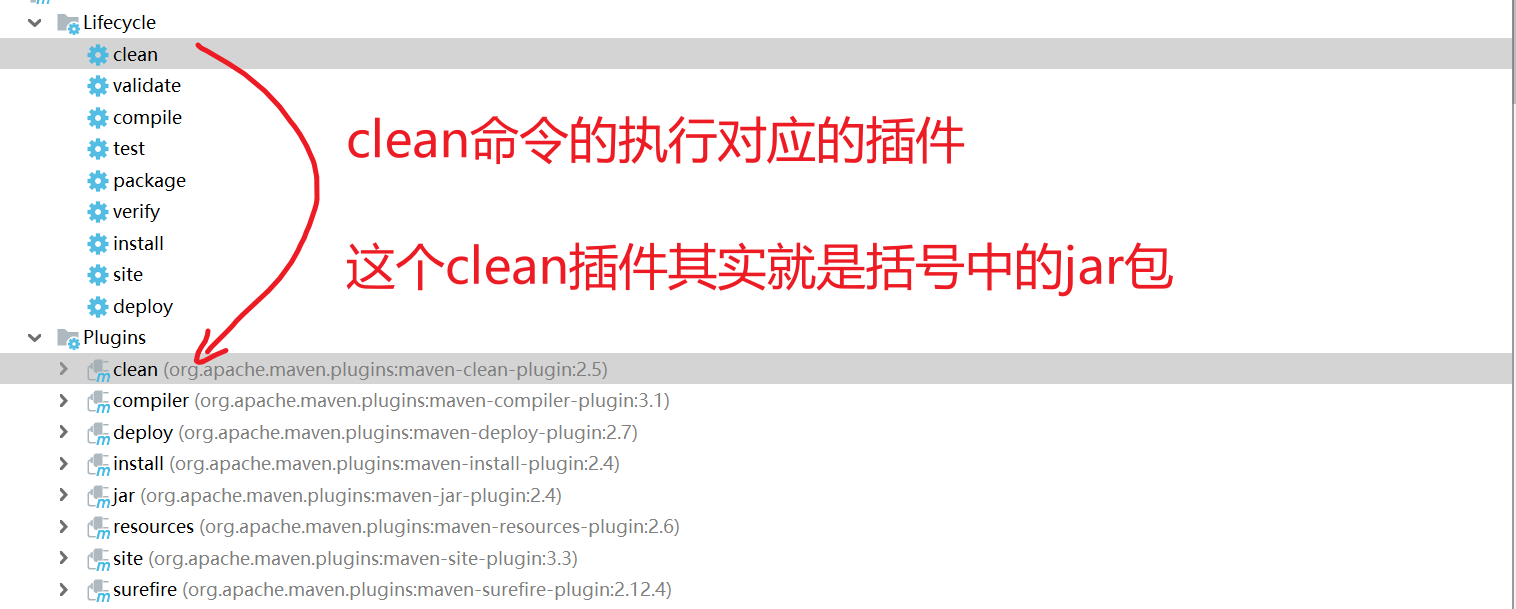 Lifecycle
clean
validate
compile
test
package
verify
install
site
deploy
clean命令的执行对应的插件
这个clean插件其实就是括号中的jar包
Plugins
clean (org.apache.maven.plugins:maven-clean-plugin:2.5)
compiler (org.apache.maven.plugins:maven-compiler-plugin:3.1)
deploy (org.apache.maven.plugins:maven-deploy-plugin:2.7)
install (org.apache.maven.plugins:maven-install-plugin:2.4)
jar (org.apache.maven.plugins:maven-jar-plugin:2.4)
resources (org.apache.maven.plugins:maven-resources-plugin:2.6)
site (org.apache.maven.plugins:maven-site-plugin:3.3)
surefire (org.apache.maven.plugins:maven-surefire-plugin:2.12.4)